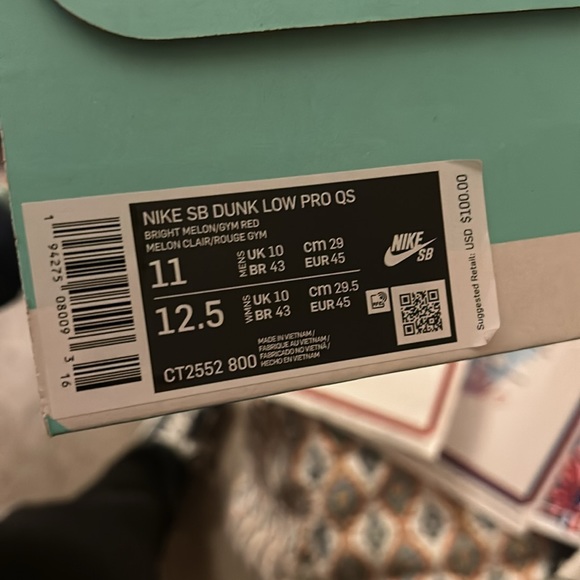 NIKE SB DUNK LOW PRO QS
BRIGHT MELON/GYM RED
MELON CLAIR/ROUGE GYM
11 MENS UK 10 cm 29
BR 43 EUR 45
12.5 WMNS UK 10 cm 29.5
BR 43 EUR 45
MADE IN VIETNAM /
FABRIQUE AU VIETNAM /
FABRICADO NO VIETNÃ /
HECHO EN VIETNAM
CT2552 800
NIKE
SB
Suggested Retail: USD $100.00
1 94275 08009 3 16